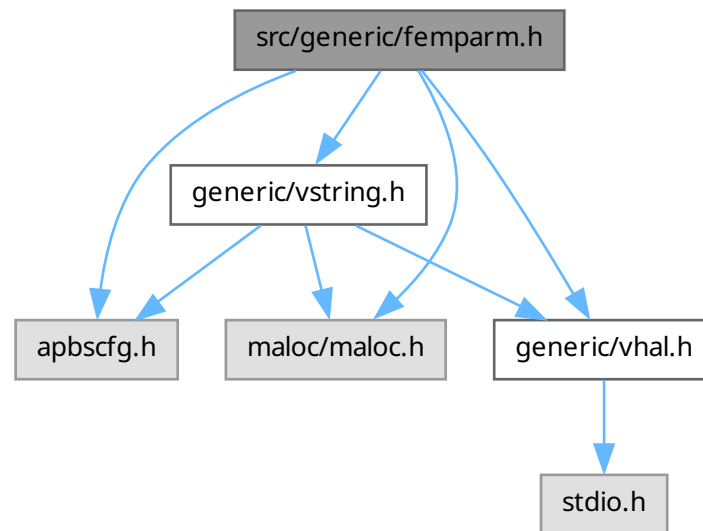 src/generic/femparm.h
generic/vstring.h
apbscfg.h
maloc/maloc.h
generic/vhal.h
stdio.h